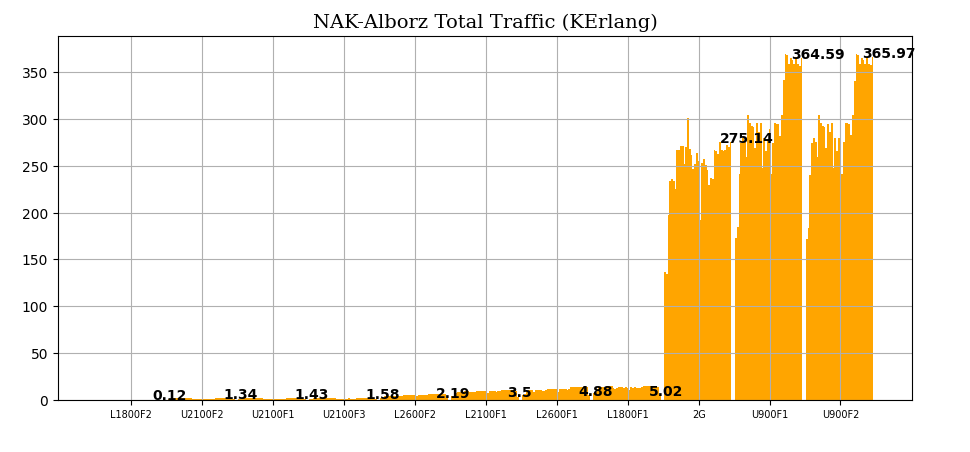 NAK-Alborz Total Traffic (KErlang)
350
300
250
200
150
100
50
0
364.59
365.97
275.14
0.12
1.34
1.43
1.58
2.19
3.5
4.88
5.02
L1800F2
U2100F2
U2100F1
U2100F3
L2600F2
L2100F1
L2600F1
L1800F1
2G
U900F1
U900F2